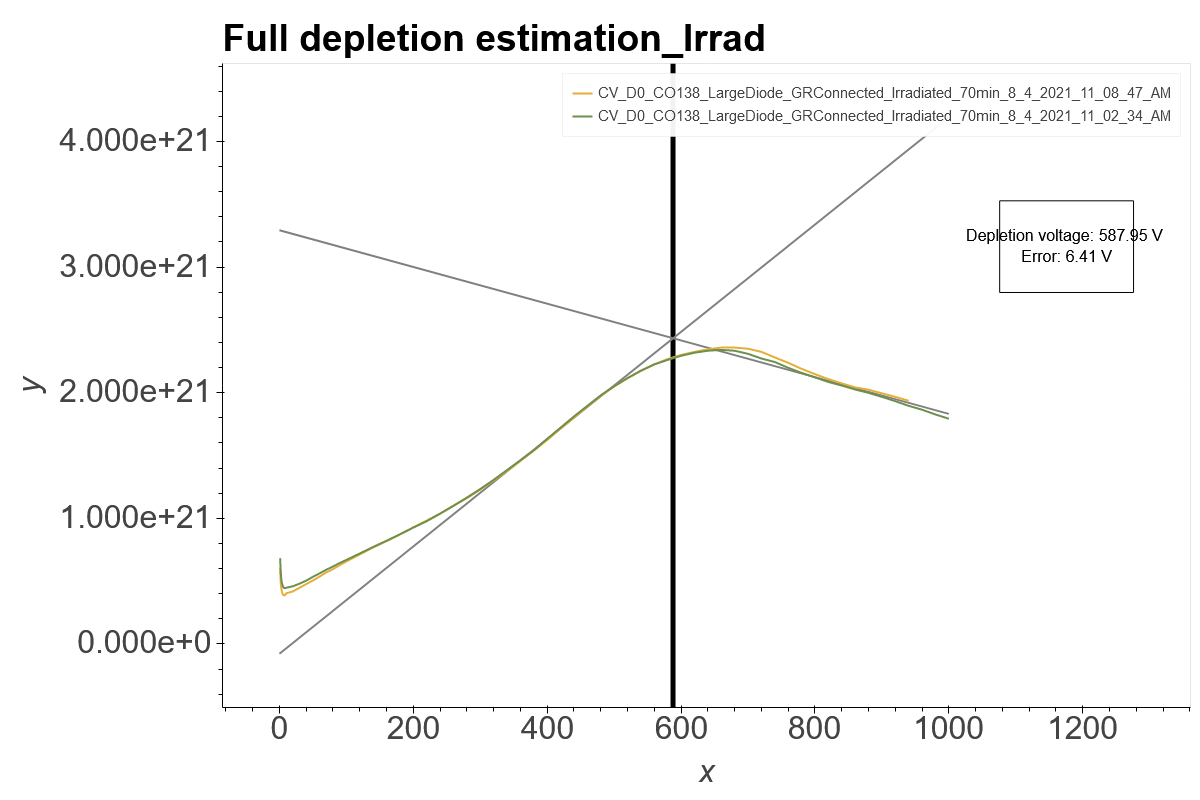 Full depletion estimation_Irrad
CV_D0_CO138_LargeDiode_GRConnected_Irradiated_70min_8_4_2021_11_08_47_AM
CV_D0_CO138_LargeDiode_GRConnected_Irradiated_70min_8_4_2021_11_02_34_AM
4.000e+21
3.000e+21
2.000e+21
1.000e+21
0.000e+0
y
Depletion voltage: 587.95 V
Error: 6.41 V
0 200 400 600 800 1000 1200
x